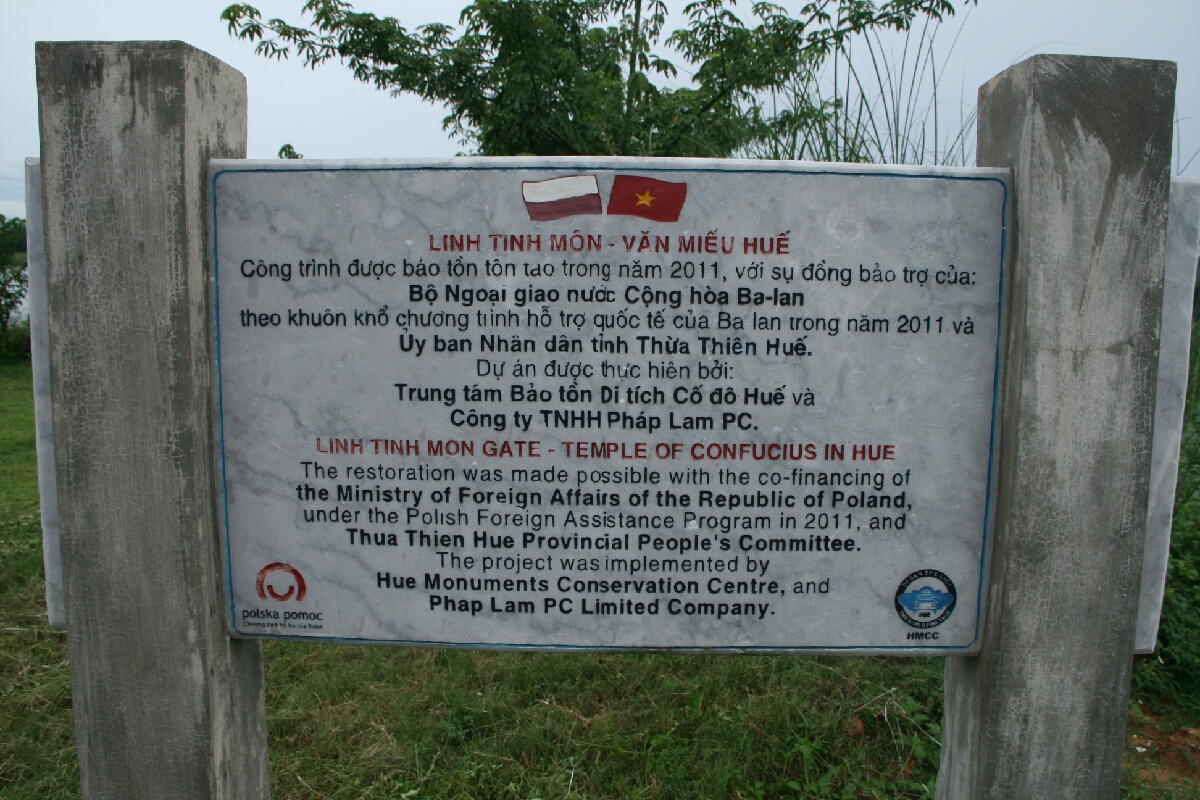 LINH TINH MÔN - VĂN MIẾU HUẾ
Công trình được bảo tồn tôn tạo trong năm 2011, với sự đồng bảo trợ của:
Bộ Ngoại giao nước Cộng hòa Ba-lan
theo khuôn khổ chương trình hỗ trợ quốc tế của Ba Lan trong năm 2011 và
Ủy ban Nhân dân tỉnh Thừa Thiên Huế.
Dự án được thực hiện bởi:
Trung tâm Bảo tồn Di tích Cố đô Huế và
Công ty TNHH Pháp Lam PC.
LINH TINH MON GATE - TEMPLE OF CONFUCIUS IN HUE
The restoration was made possible with the co-financing of
the Ministry of Foreign Affairs of the Republic of Poland,
under the Polish Foreign Assistance Program in 2011, and
Thua Thien Hue Provincial People's Committee.
The project was implemented by
Hue Monuments Conservation Centre, and
Phap Lam PC Limited Company.
polska pomoc
HMCC